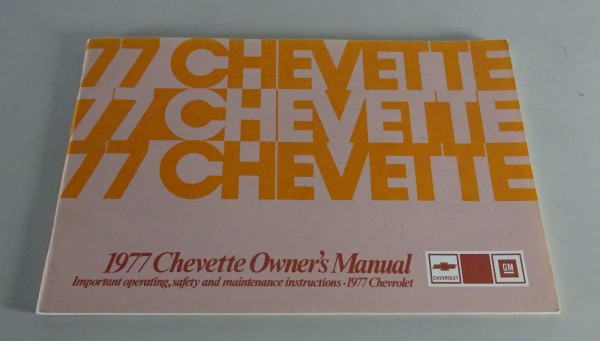 77 CHEVETTE
77 CHEVETTE
77 CHEVETTE
1977 Chevette Owner's Manual
Important operating, safety and maintenance instructions • 1977 Chevrolet
CHEVROLET
GM